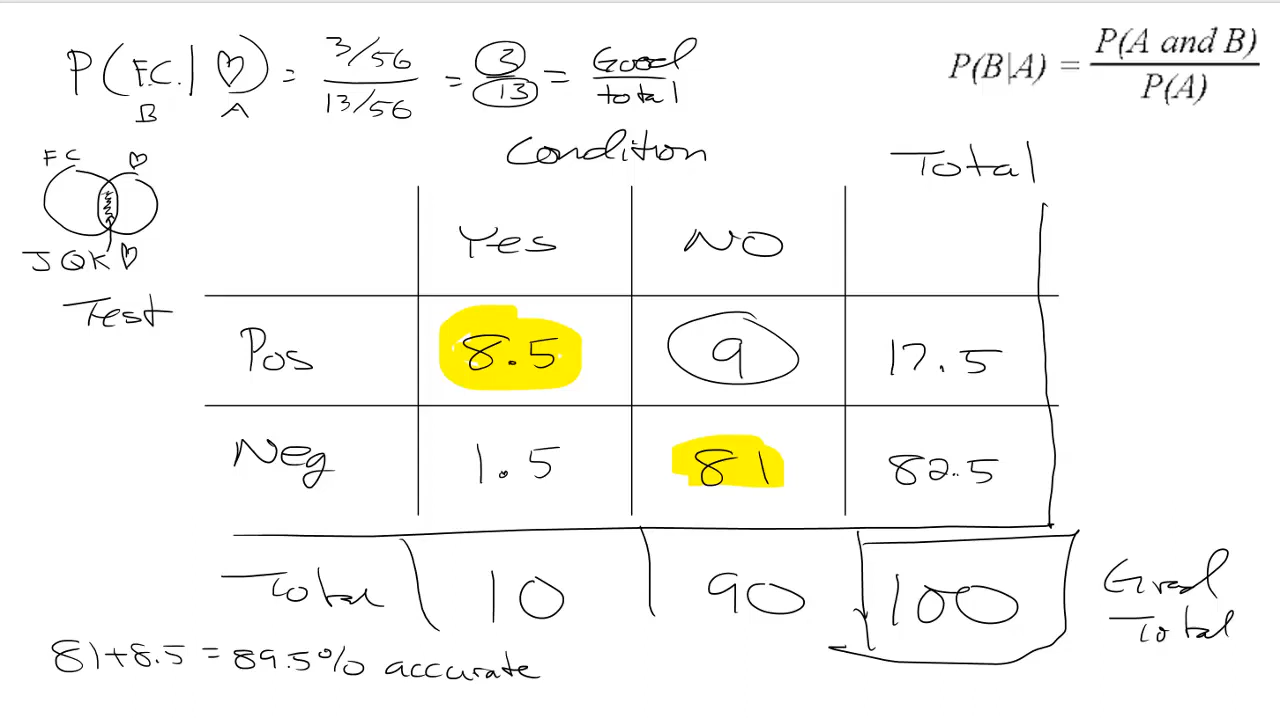 P(F.C. | ♡) = 3/56 / 13/56 = 3/13 = Good/total
B A
P(B|A) = P(A and B) / P(A)
Condition
Total
FC ♡
JQK♡
Yes NO
Test
Pos 8.5 9 17.5
Neg 1.5 81 82.5
Total 10 90 100
Grad Total
81+8.5 = 89.5% accurate